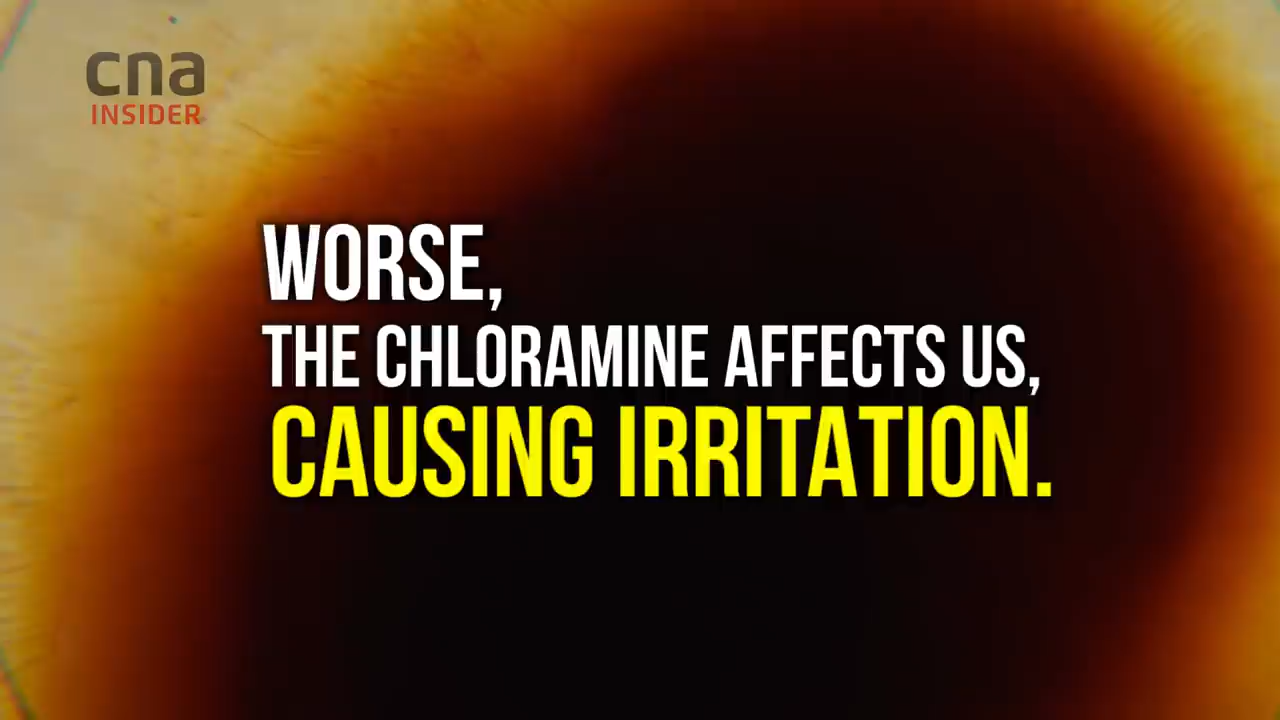 cna
INSIDER
WORSE,
THE CHLORAMINE AFFECTS US,
CAUSING IRRITATION.